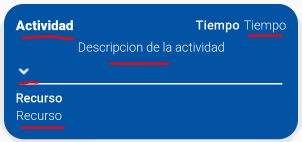 Actividad Tiempo Tiempo
Descripcion de la actividad
Recurso
Recurso